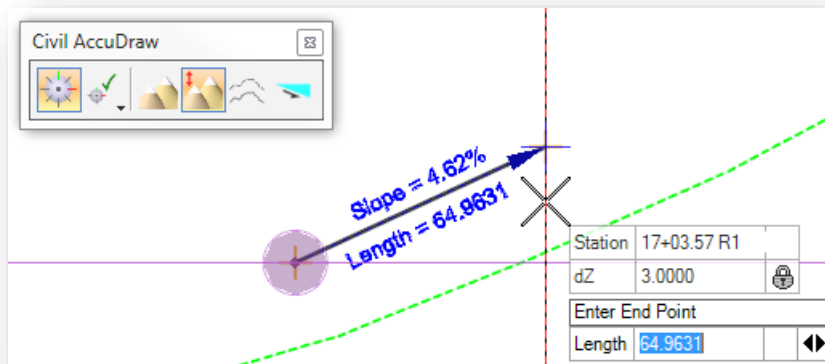 Civil AccuDraw
Slope = 4.62%
Length = 64.9631
Station 17+03.57 R1
dZ 3.0000
Enter End Point
Length 64.9631